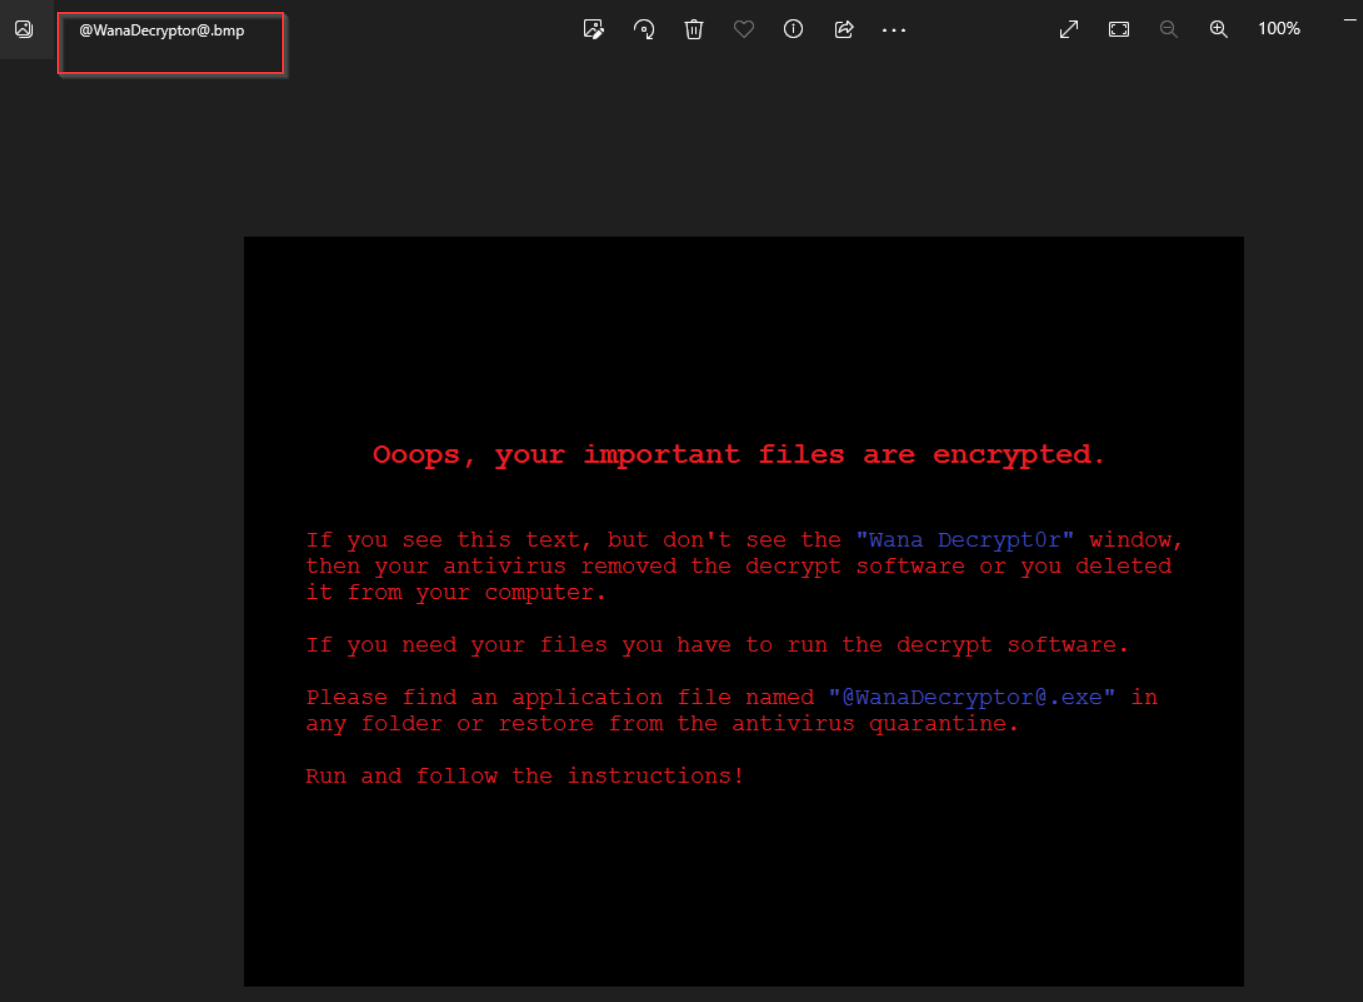 @WanaDecryptor@.bmp
100%
Ooops, your important files are encrypted.
If you see this text, but don't see the "Wana Decrypt0r" window,
then your antivirus removed the decrypt software or you deleted
it from your computer.
If you need your files you have to run the decrypt software.
Please find an application file named "@WanaDecryptor@.exe" in
any folder or restore from the antivirus quarantine.
Run and follow the instructions!